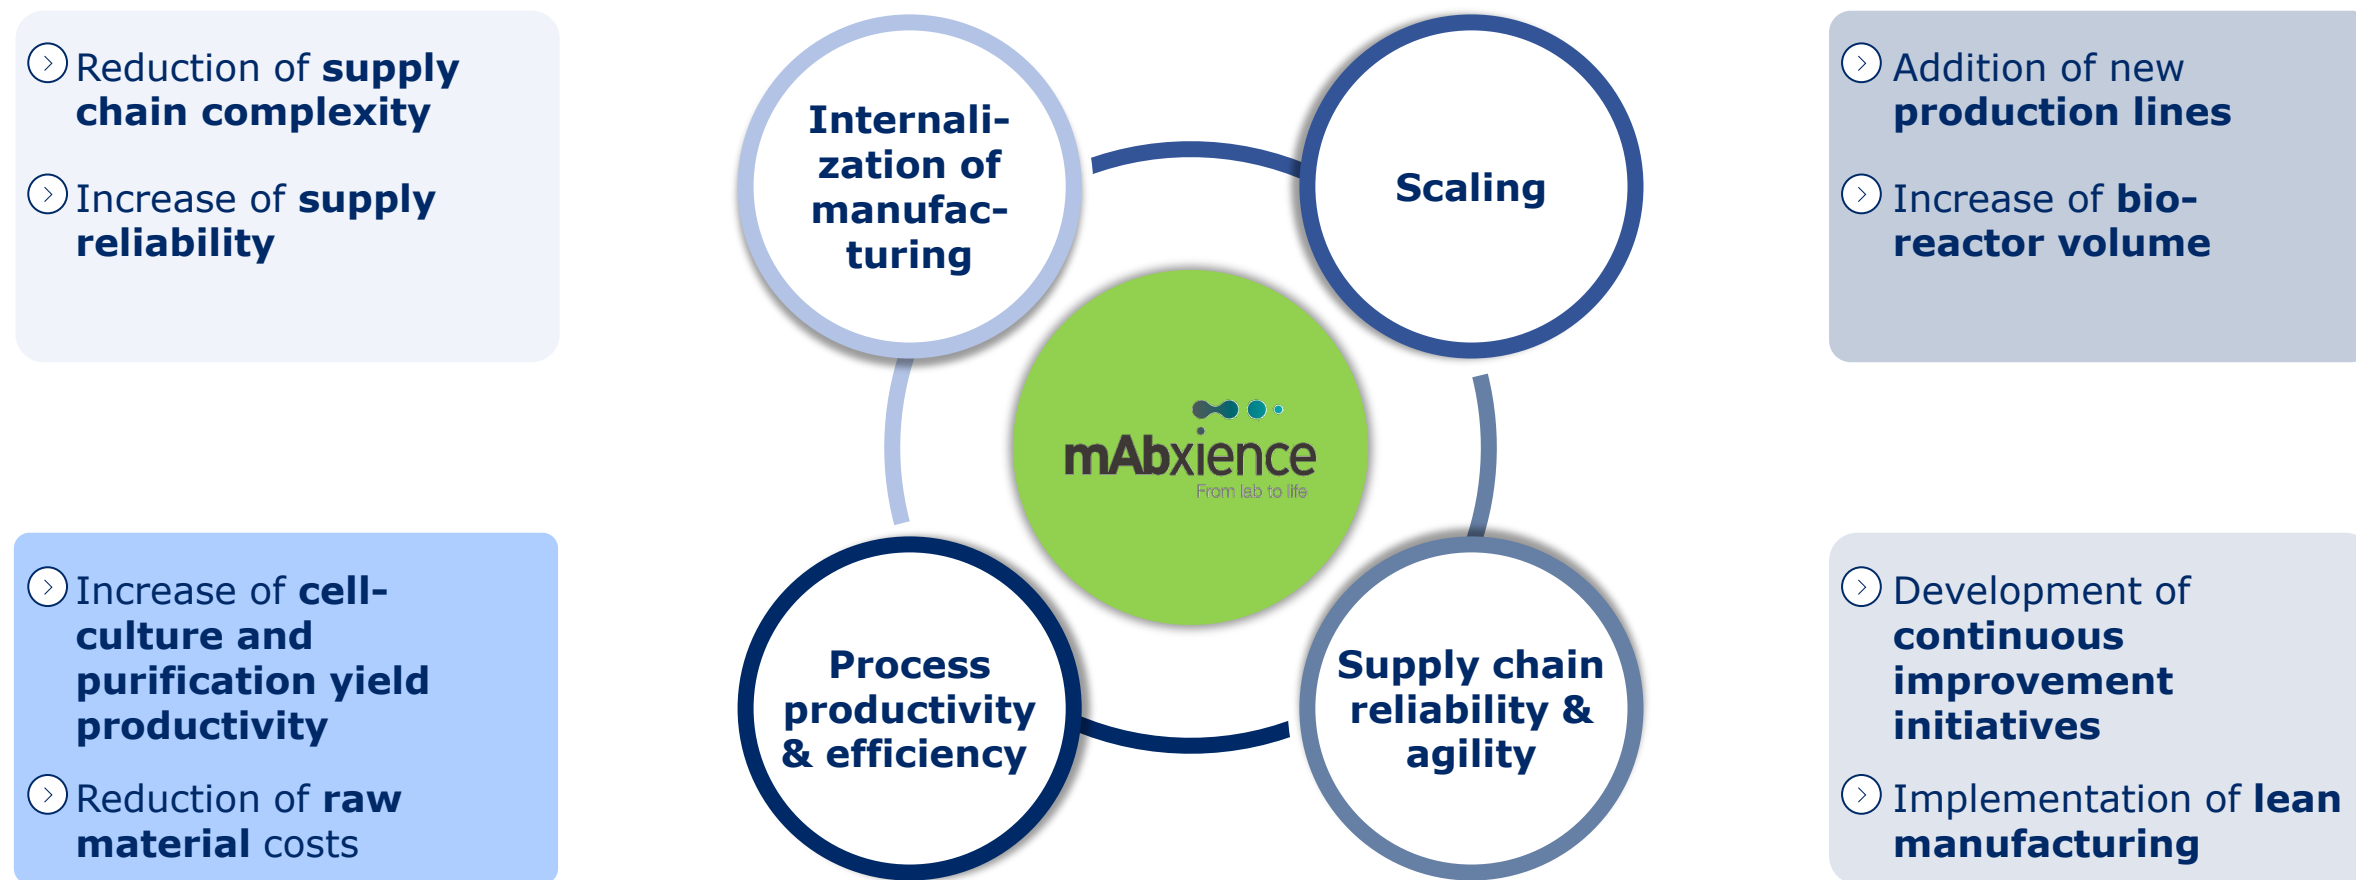 Reduction of supply
chain complexity
Increase of supply
reliability
Internali-
zation of
manufac-
turing
Scaling
Addition of new
production lines
Increase of bio-
reactor volume
mAbxience
From lab to life
Increase of cell-
culture and
purification yield
productivity
Reduction of raw
material costs
Process
productivity
& efficiency
Supply chain
reliability &
agility
Development of
continuous
improvement
initiatives
Implementation of lean
manufacturing